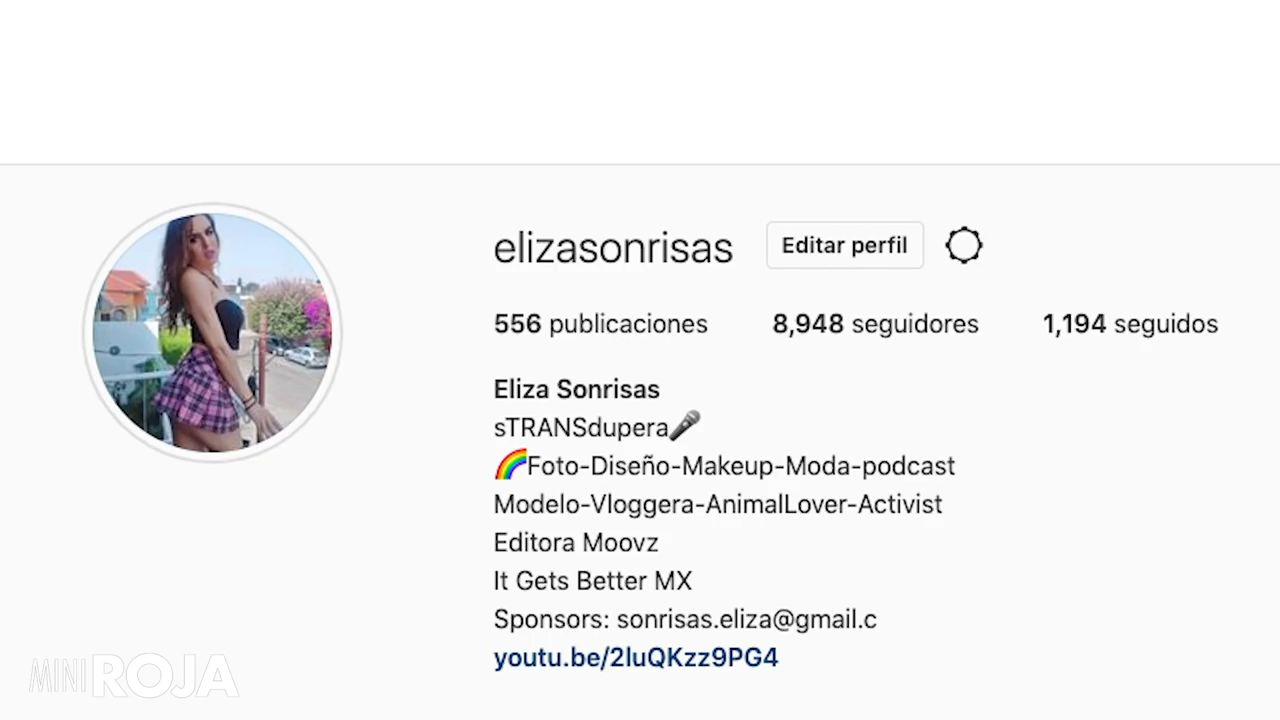 elizasonrisas Editar perfil
556 publicaciones 8,948 seguidores 1,194 seguidos
Eliza Sonrisas
sTRANSdupera🎤
🌈Foto-Diseño-Makeup-Moda-podcast
Modelo-Vloggera-AnimalLover-Activist
Editora Moovz
It Gets Better MX
Sponsors: sonrisas.eliza@gmail.c
youtu.be/2luQKzz9PG4
MINI ROJA